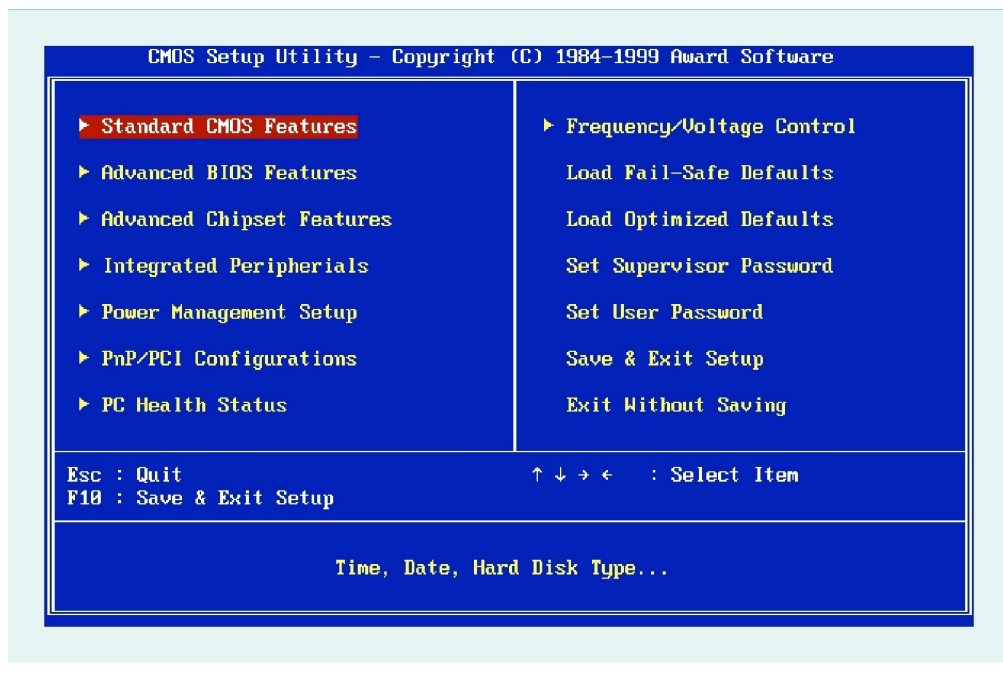 CMOS Setup Utility – Copyright (C) 1984–1999 Award Software
▶ Standard CMOS Features
▶ Advanced BIOS Features
▶ Advanced Chipset Features
▶ Integrated Peripherials
▶ Power Management Setup
▶ PnP/PCI Configurations
▶ PC Health Status
▶ Frequency/Voltage Control
Load Fail–Safe Defaults
Load Optimized Defaults
Set Supervisor Password
Set User Password
Save & Exit Setup
Exit Without Saving
Esc : Quit
F10 : Save & Exit Setup
↑ ↓ → ← : Select Item
Time, Date, Hard Disk Type...